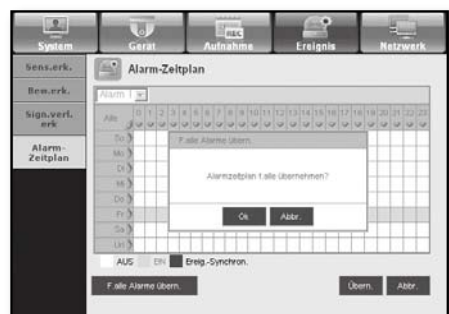 System Gerät Aufnahme Ereignis Netzwerk
REC
Sens.erk.
Bew.erk.
Sign.verl.
erk
Alarm-
Zeitplan
Alarm-Zeitplan
Alarm 1
Alle 0 1 2 3 4 5 6 7 8 9 10 11 12 13 14 15 16 17 18 19 20 21 22 23
So
Mo
Di
Mi
Do
Fr
Sa
Url
F.alle Alarme übern.
Alarmzeitplan f.alle übernehmen?
Ok Abbr.
AUS EIN Ereig.-Synchron.
F.alle Alarme übern. Übern. Abbr.